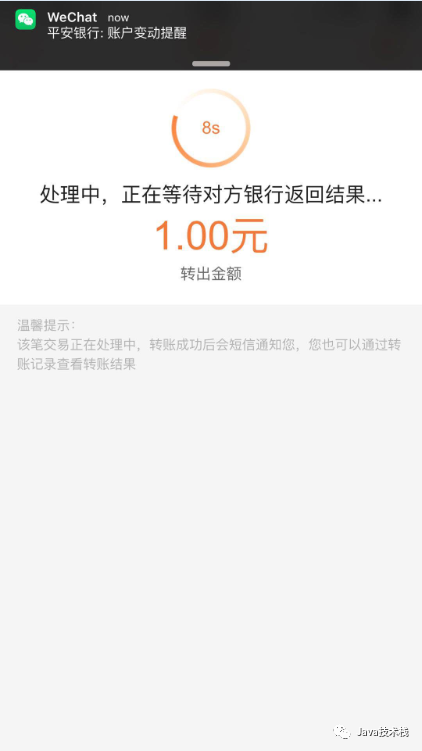 WeChat now
平安银行: 账户变动提醒
8s
处理中，正在等待对方银行返回结果...
1.00元
转出金额
温馨提示:
该笔交易正在处理中，转账成功后会短信通知您，您也可以通过转
账记录查看转账结果
Java技术栈